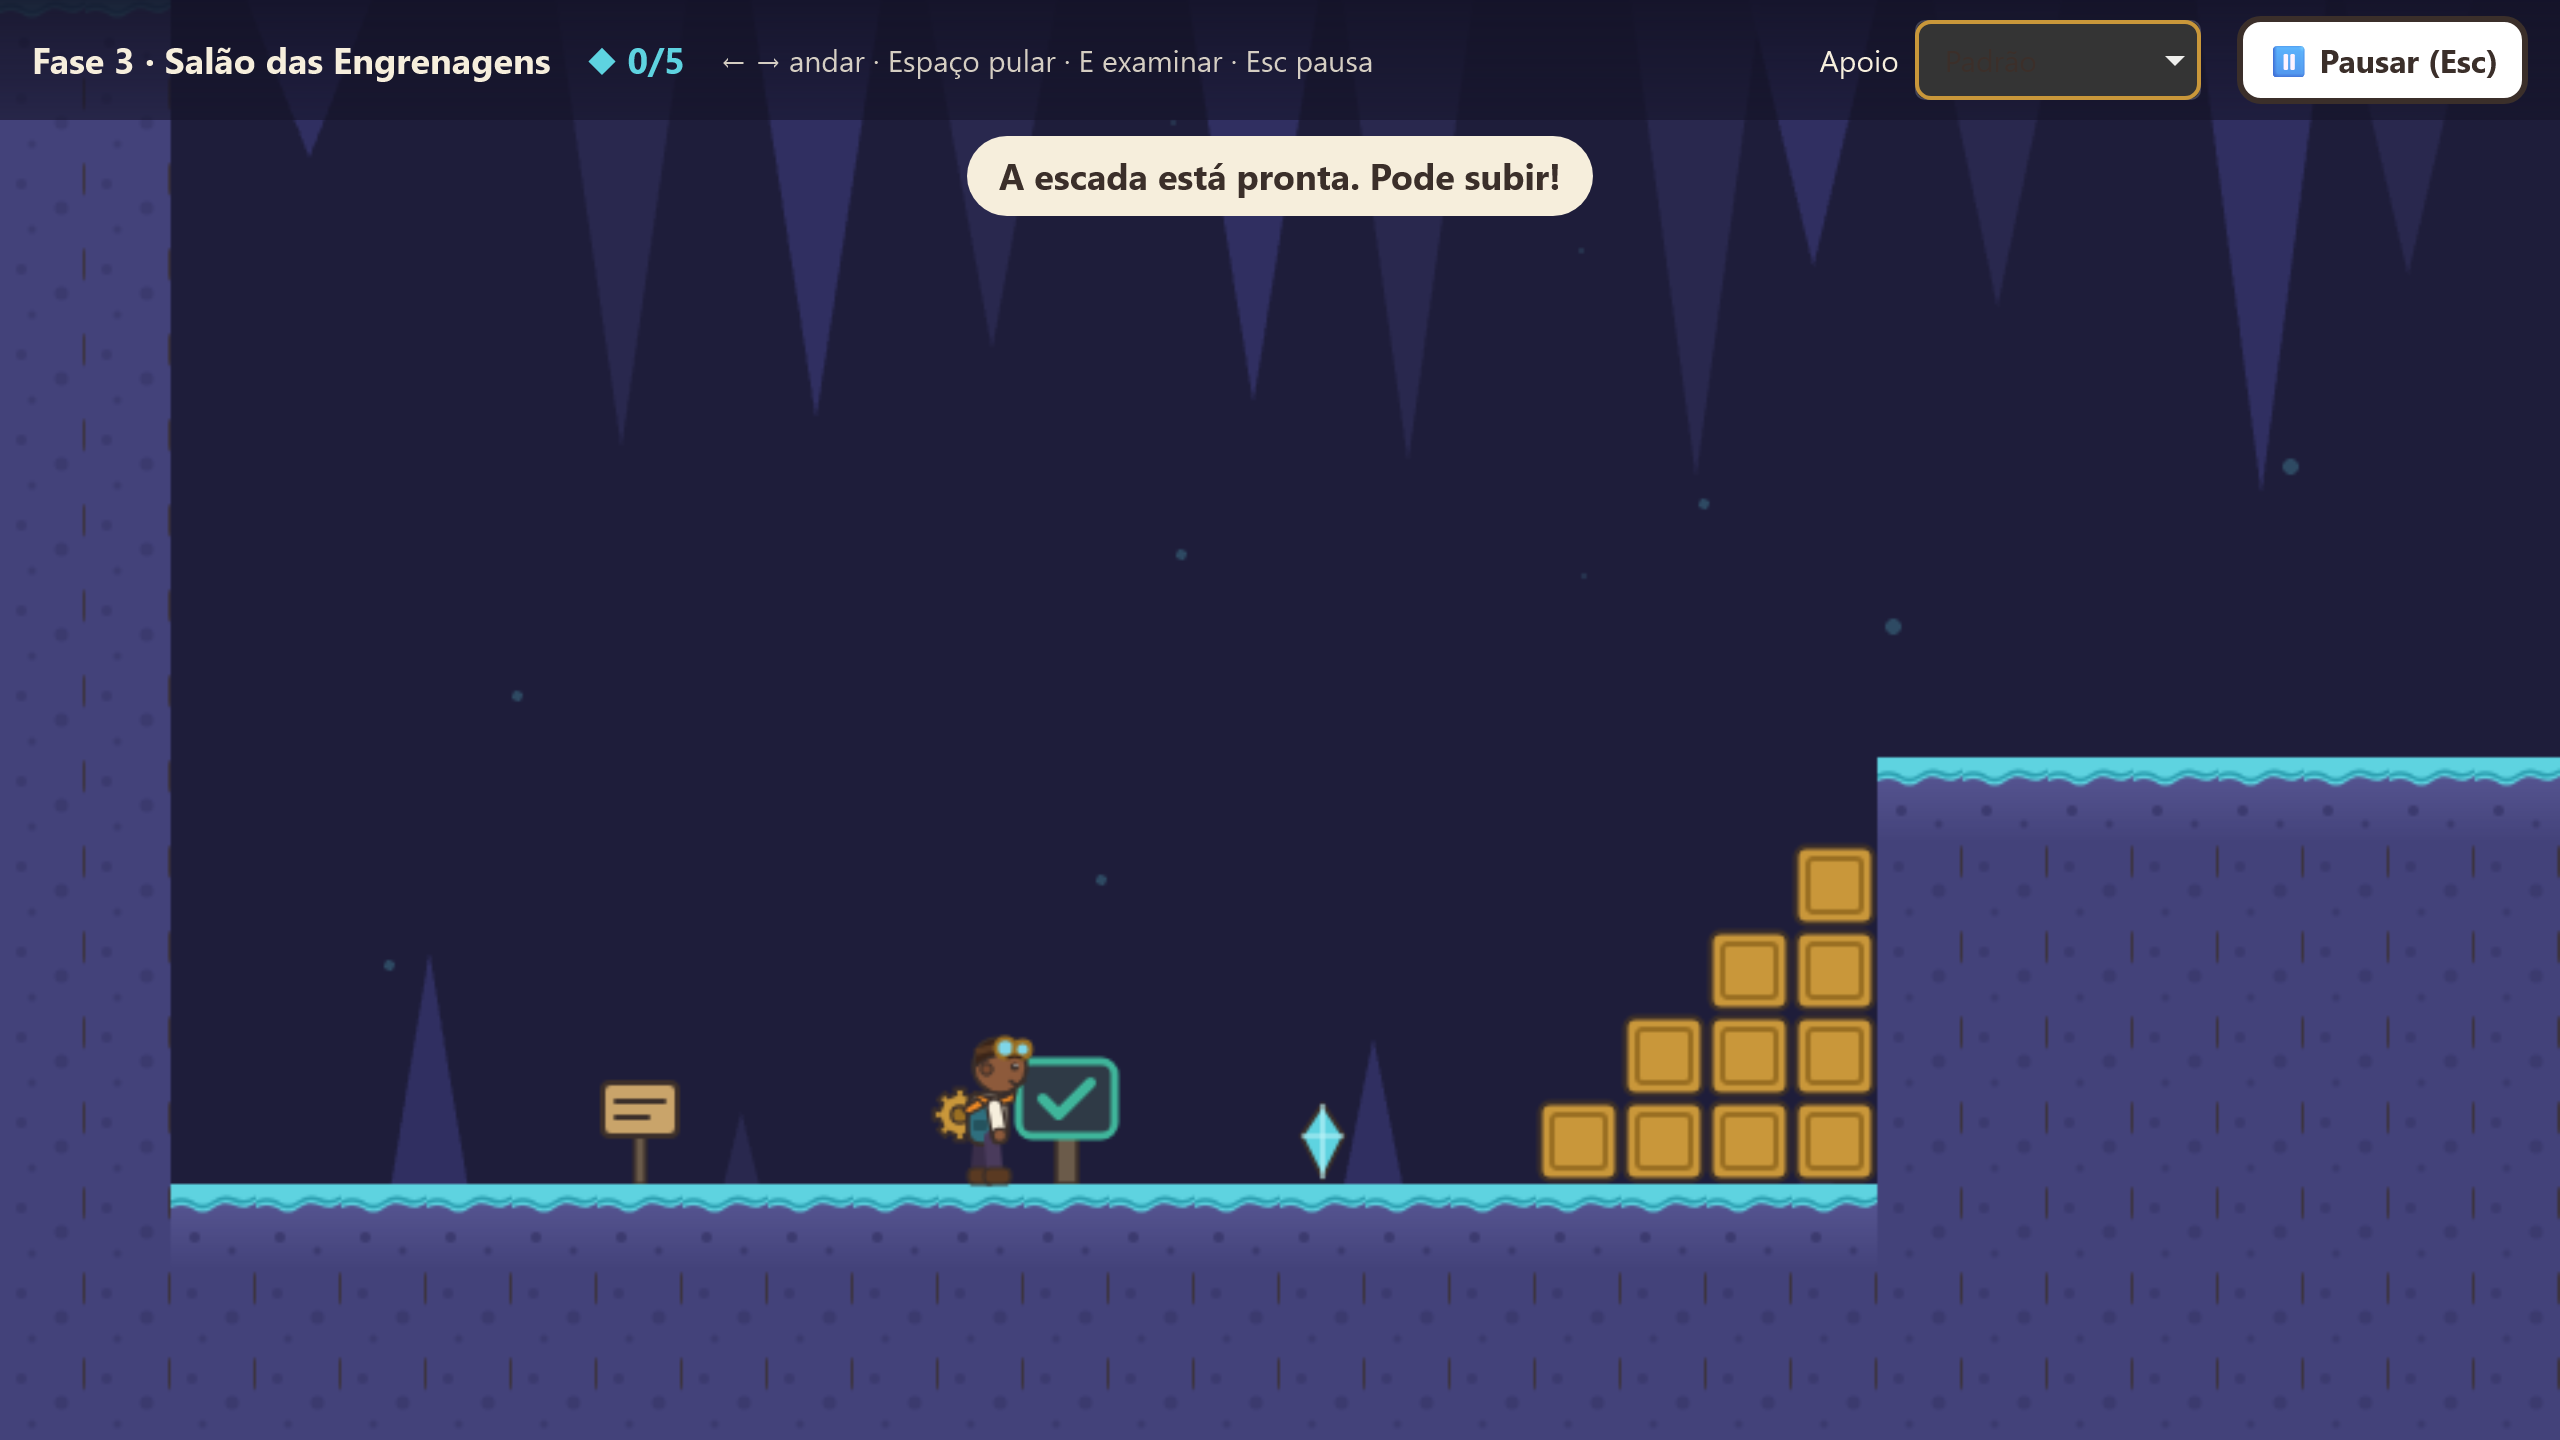 Fase 3 · Salão das Engrenagens
0/5
← → andar · Espaço pular · E examinar · Esc pausa
Apoio
Pausar (Esc)
A escada está pronta. Pode subir!